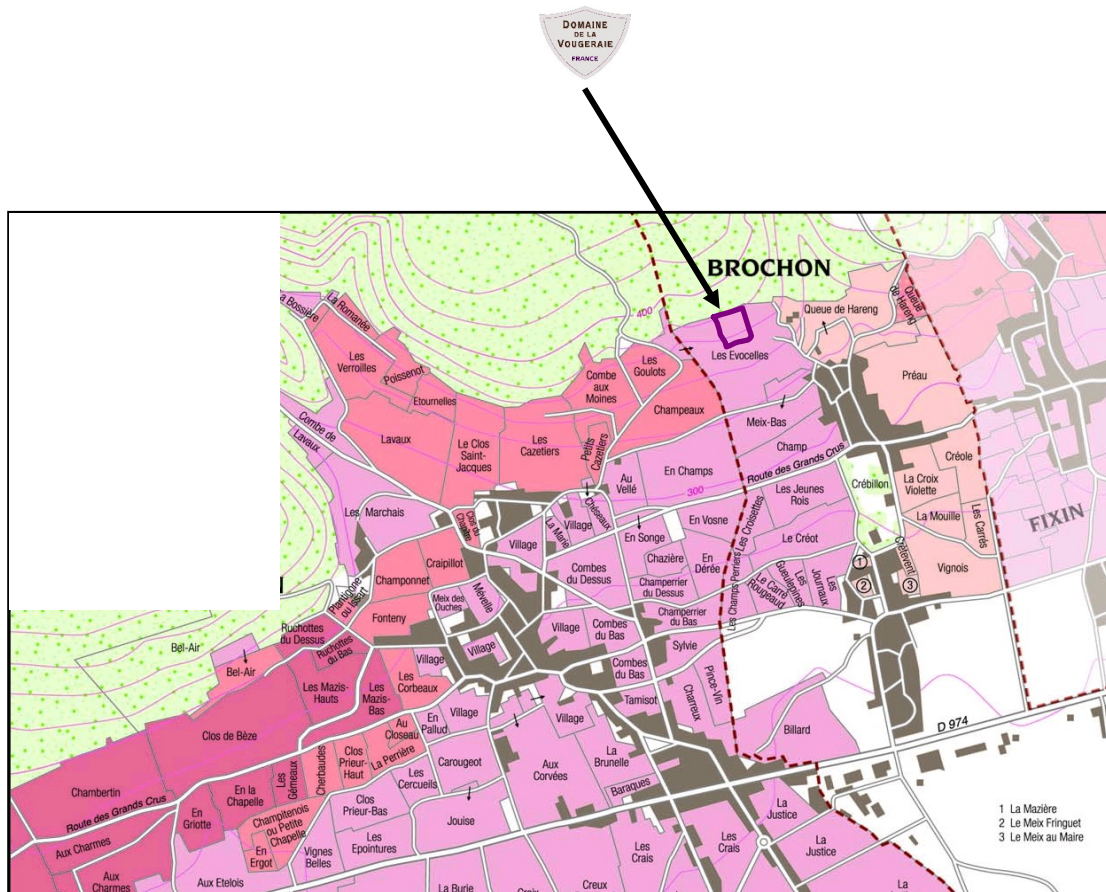 DOMAINE
DE LA
VOUGERAIE
FRANCE
BROCHON
400
Queue de Hareng
Queue
de Hareng
La Bossière
La Romanée
Les
Verroilles
Poissenot
Etournelles
Combe
aux
Moines
Les
Goulots
Les Evocelles
Préau
Combe de
Lavaux
Lavaux
Le Clos
Saint-
Jacques
Les
Cazetiers
Petits
Cazetiers
Champeaux
Meix-Bas
Champ
Route des Grands Crus
Créole
Au
Vellé
En Champs
300
Crébillon
La Croix
Violette
Les Jeunes
Rois
La Mouille
Les Carrés
FIXIN
Les Marchais
Clos du
Chapitre
Village
La Marie
Village
Chéseaux
En Songe
En Vosne
Les Croisettes
Le Créot
Crêtevent
Vignois
Craipillot
Champonnet
Plantigone
ou Issart
Fonteny
Meix des
Ouches
Mévelle
Village
Combes
du Dessus
Chazière
Champerrier
du Dessus
En
Dérée
Les Champs Perriers
Le Carré
Rougeaud
Les
Gueulepines
Les
Journaux
1
2
3
Champerrier
du Bas
Village
Combes
du Bas
Sylvie
Combes
du Bas
Tamisot
Charreux
Pince-Vin
Billard
D 974
Bel-Air
Bel-Air
Ruchottes
du Dessus
Ruchottes
du Bas
Les Mazis-
Hauts
Les
Mazis-
Bas
Les
Corbeaux
Village
Clos de Bèze
Au
Closeau
En
Pallud
Village
La Perrière
Clos
Prieur-
Haut
Cherbaudes
Les
Gémeaux
Carougeot
Les
Cercueils
Village
Aux
Corvées
La
Brunelle
Baraques
Chambertin
Route des Grands Crus
En la
Chapelle
En
Griotte
Champitenois
ou Petite
Chapelle
En
Ergot
Clos
Prieur-Bas
Jouise
Les
Epointures
Vignes
Belles
Aux Charmes
Aux
Charmes
Aux Etelois
La Burie
Croix
Creux
Les
Crais
Les
Crais
La
Justice
La
Justice
La
1 La Mazière
2 Le Meix Fringuet
3 Le Meix au Maire